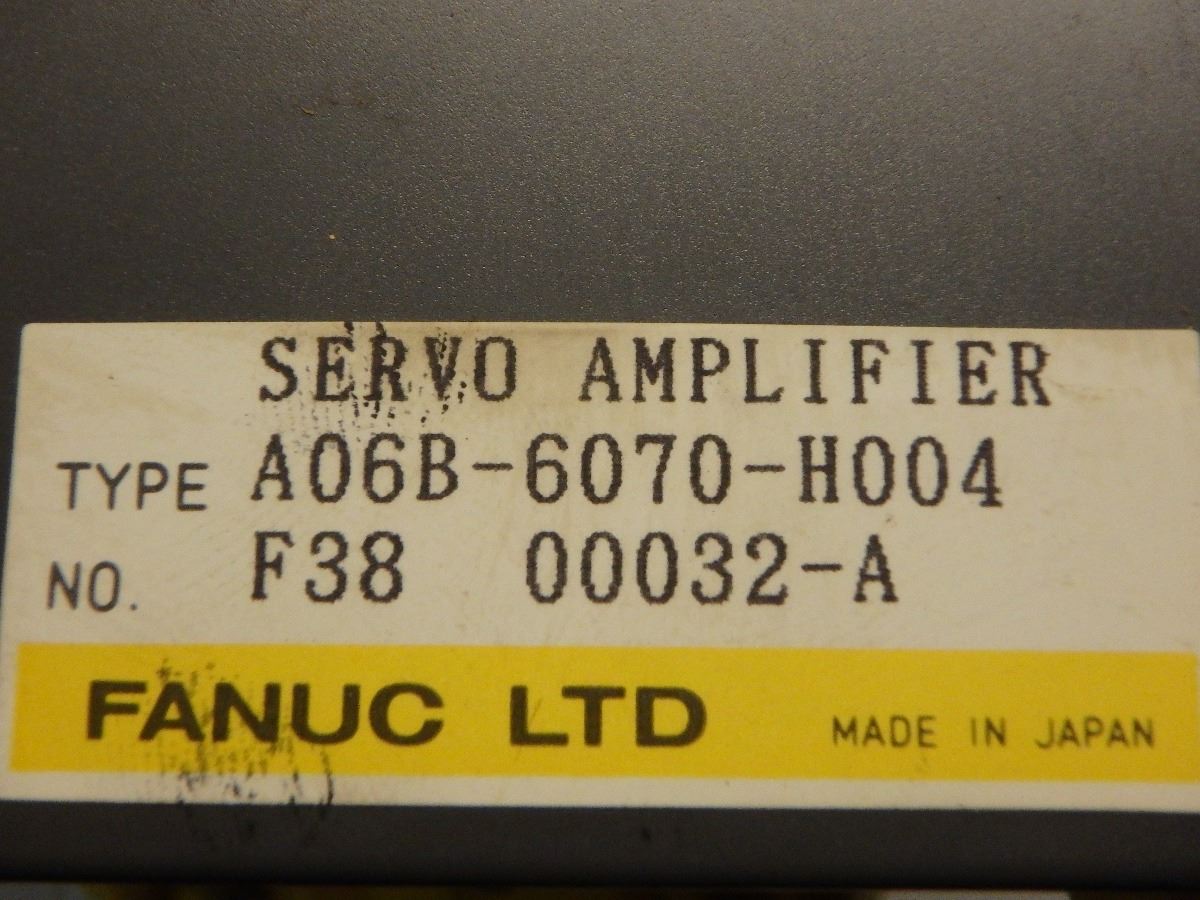 SERVO AMPLIFIER
TYPE A06B-6070-H004
NO. F38 00032-A
FANUC LTD MADE IN JAPAN